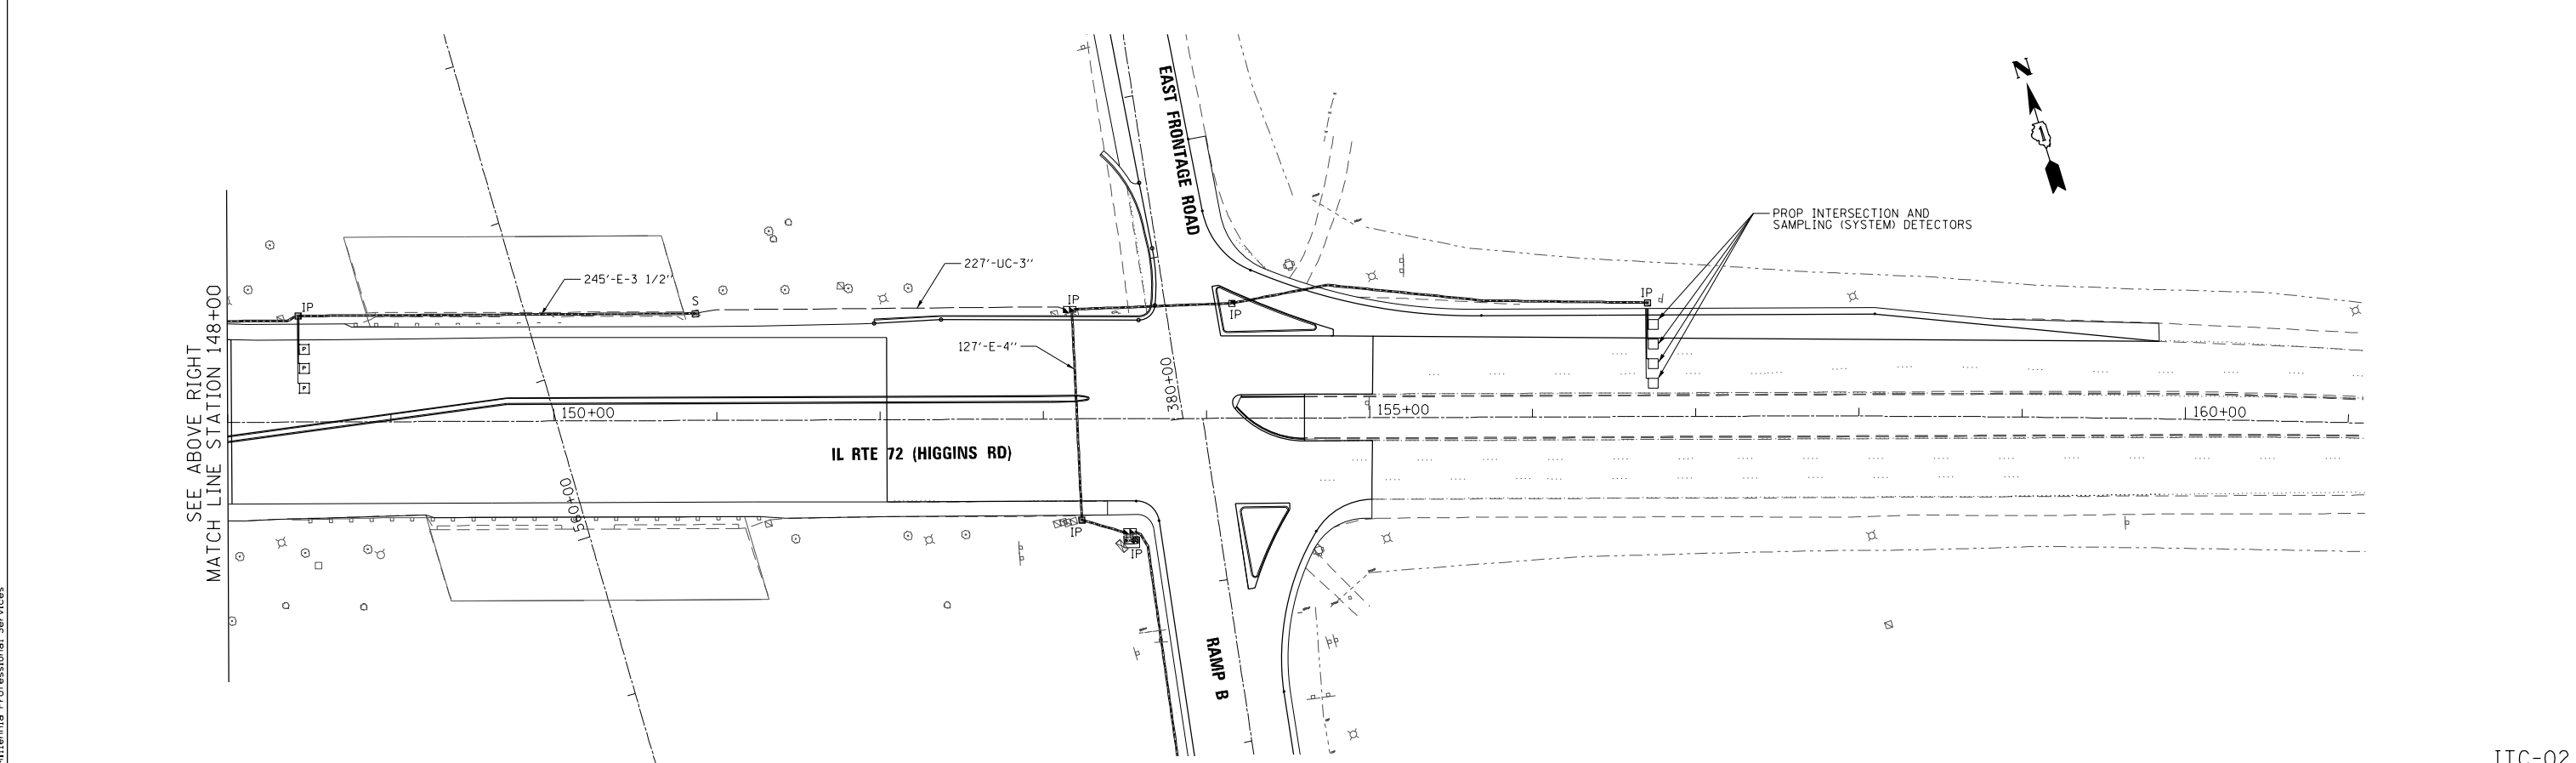 N
EAST FRONTAGE ROAD
PROP INTERSECTION AND
SAMPLING (SYSTEM) DETECTORS
227'-UC-3"
245'-E-3 1/2"
IP
S
IP
IP
IP
127'-E-4"
P
P
P
SEE ABOVE RIGHT
MATCH LINE STATION 148+00
150+00
380+00
155+00
160+00
IL RTE 72 (HIGGINS RD)
560+00
IP
IP
RAMP B
Professional Services
ITC-02